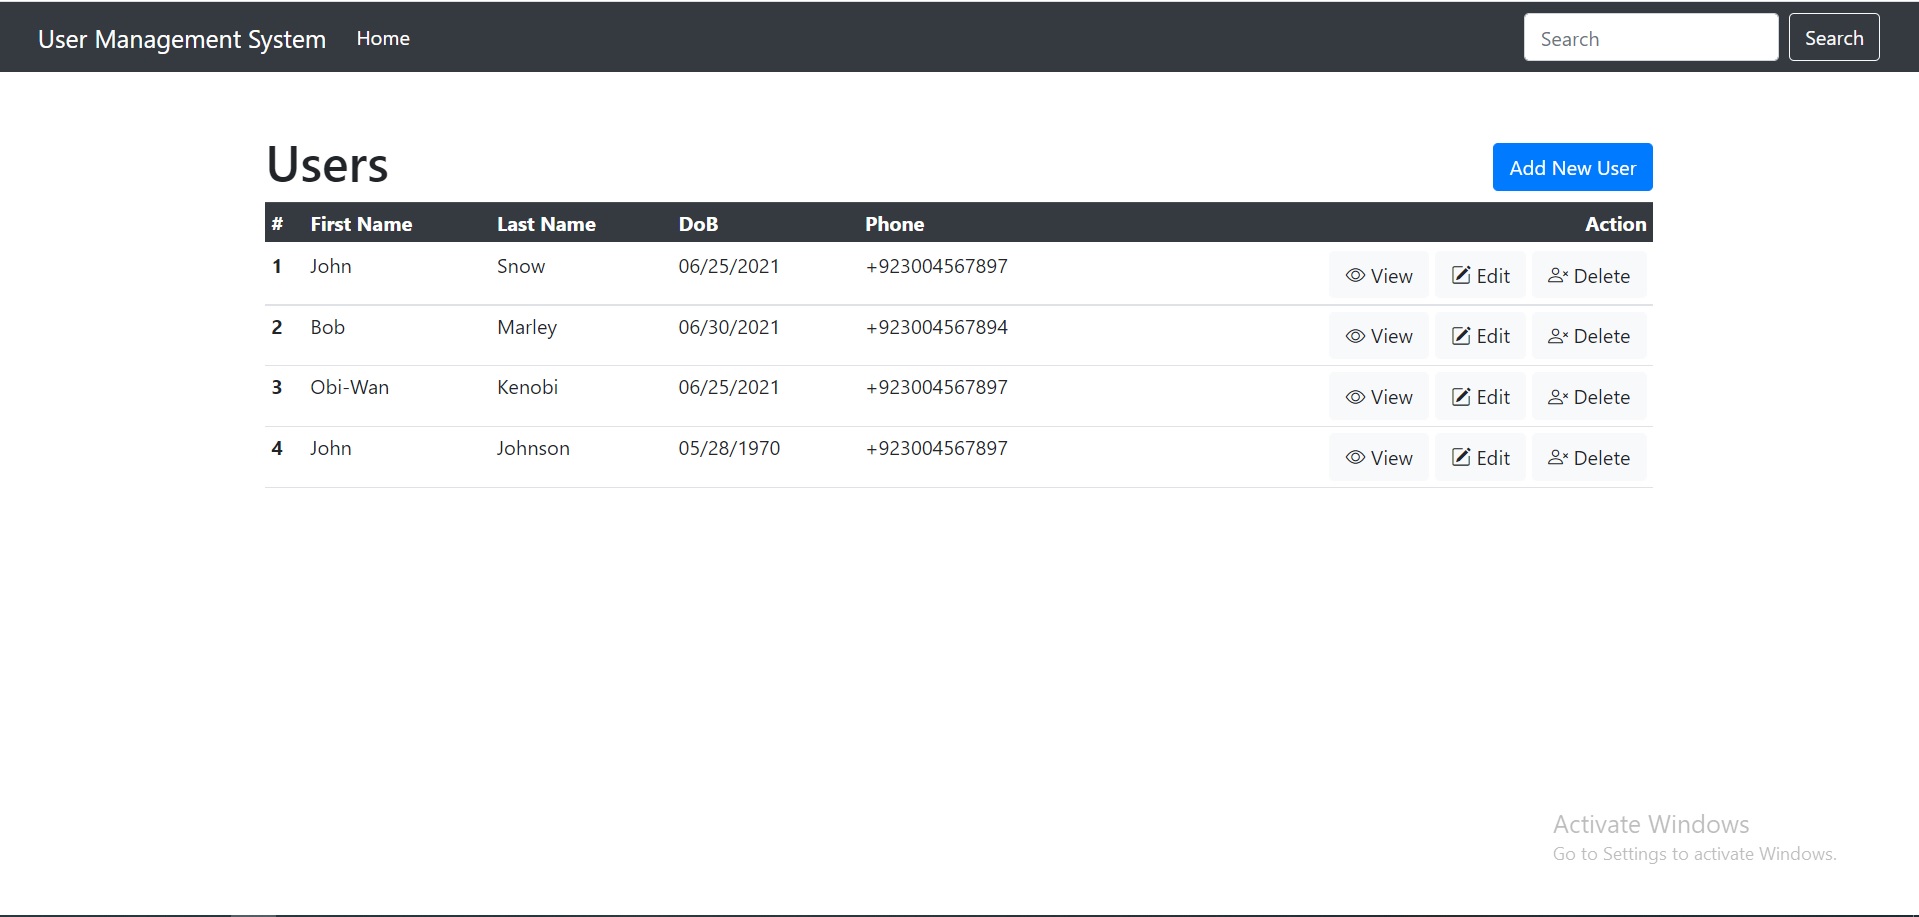 User Management System Home Search Search
Users Add New User
# First Name Last Name DoB Phone Action
1 John Snow 06/25/2021 +923004567897 View Edit Delete
2 Bob Marley 06/30/2021 +923004567894 View Edit Delete
3 Obi-Wan Kenobi 06/25/2021 +923004567897 View Edit Delete
4 John Johnson 05/28/1970 +923004567897 View Edit Delete
Activate Windows
Go to Settings to activate Windows.